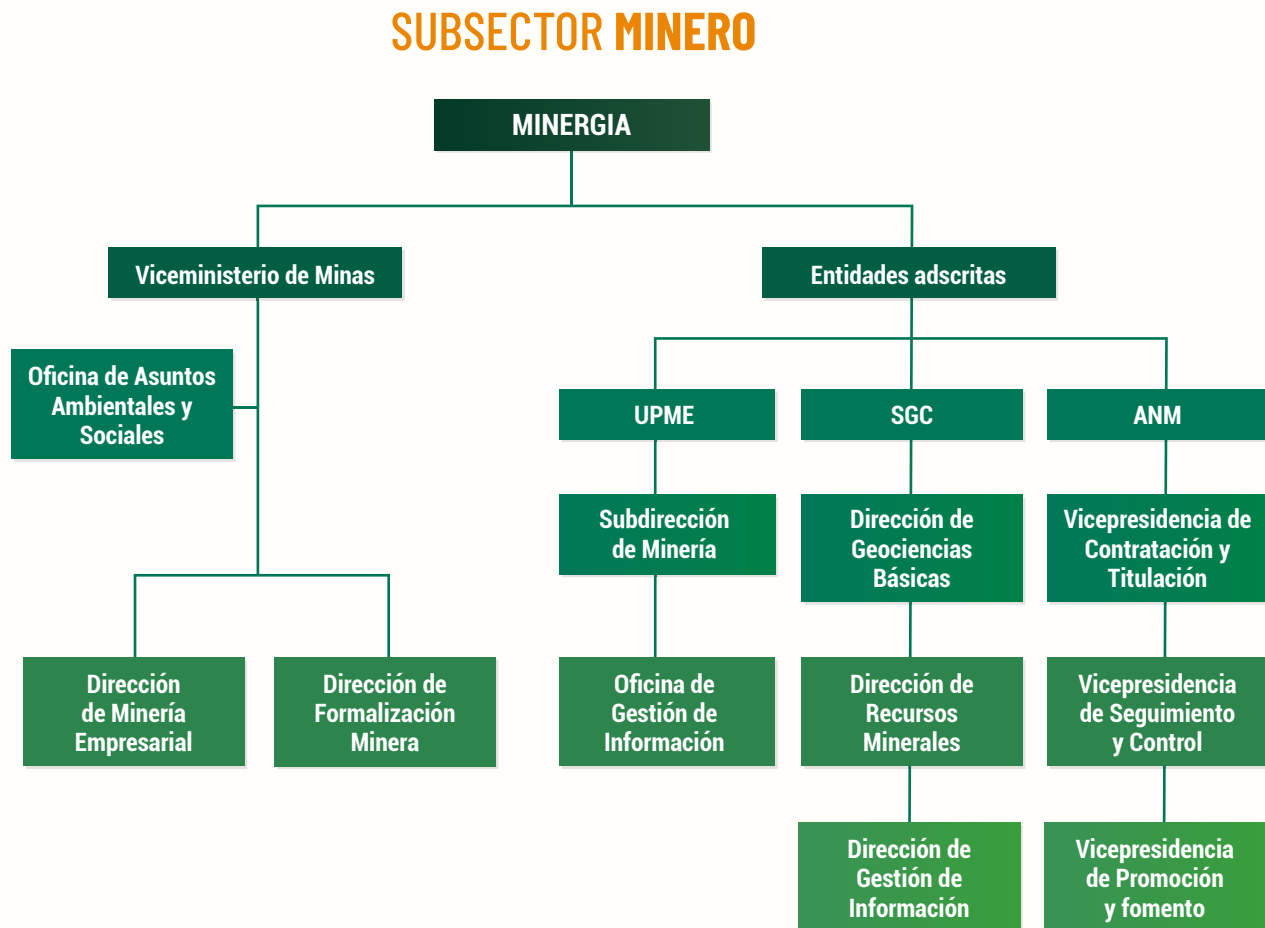 SUBSECTOR MINERO
MINERGIA
Viceministerio de Minas
Entidades adscritas
Oficina de Asuntos
Ambientales y
Sociales
UPME
SGC
ANM
Subdirección
de Minería
Dirección de
Geociencias
Básicas
Vicepresidencia de
Contratación y
Titulación
Dirección
de Minería
Empresarial
Dirección de
Formalización
Minera
Oficina de
Gestión de
Información
Dirección de
Recursos
Minerales
Vicepresidencia
de Seguimiento
y Control
Dirección de
Gestión de
Información
Vicepresidencia
de Promoción
y fomento